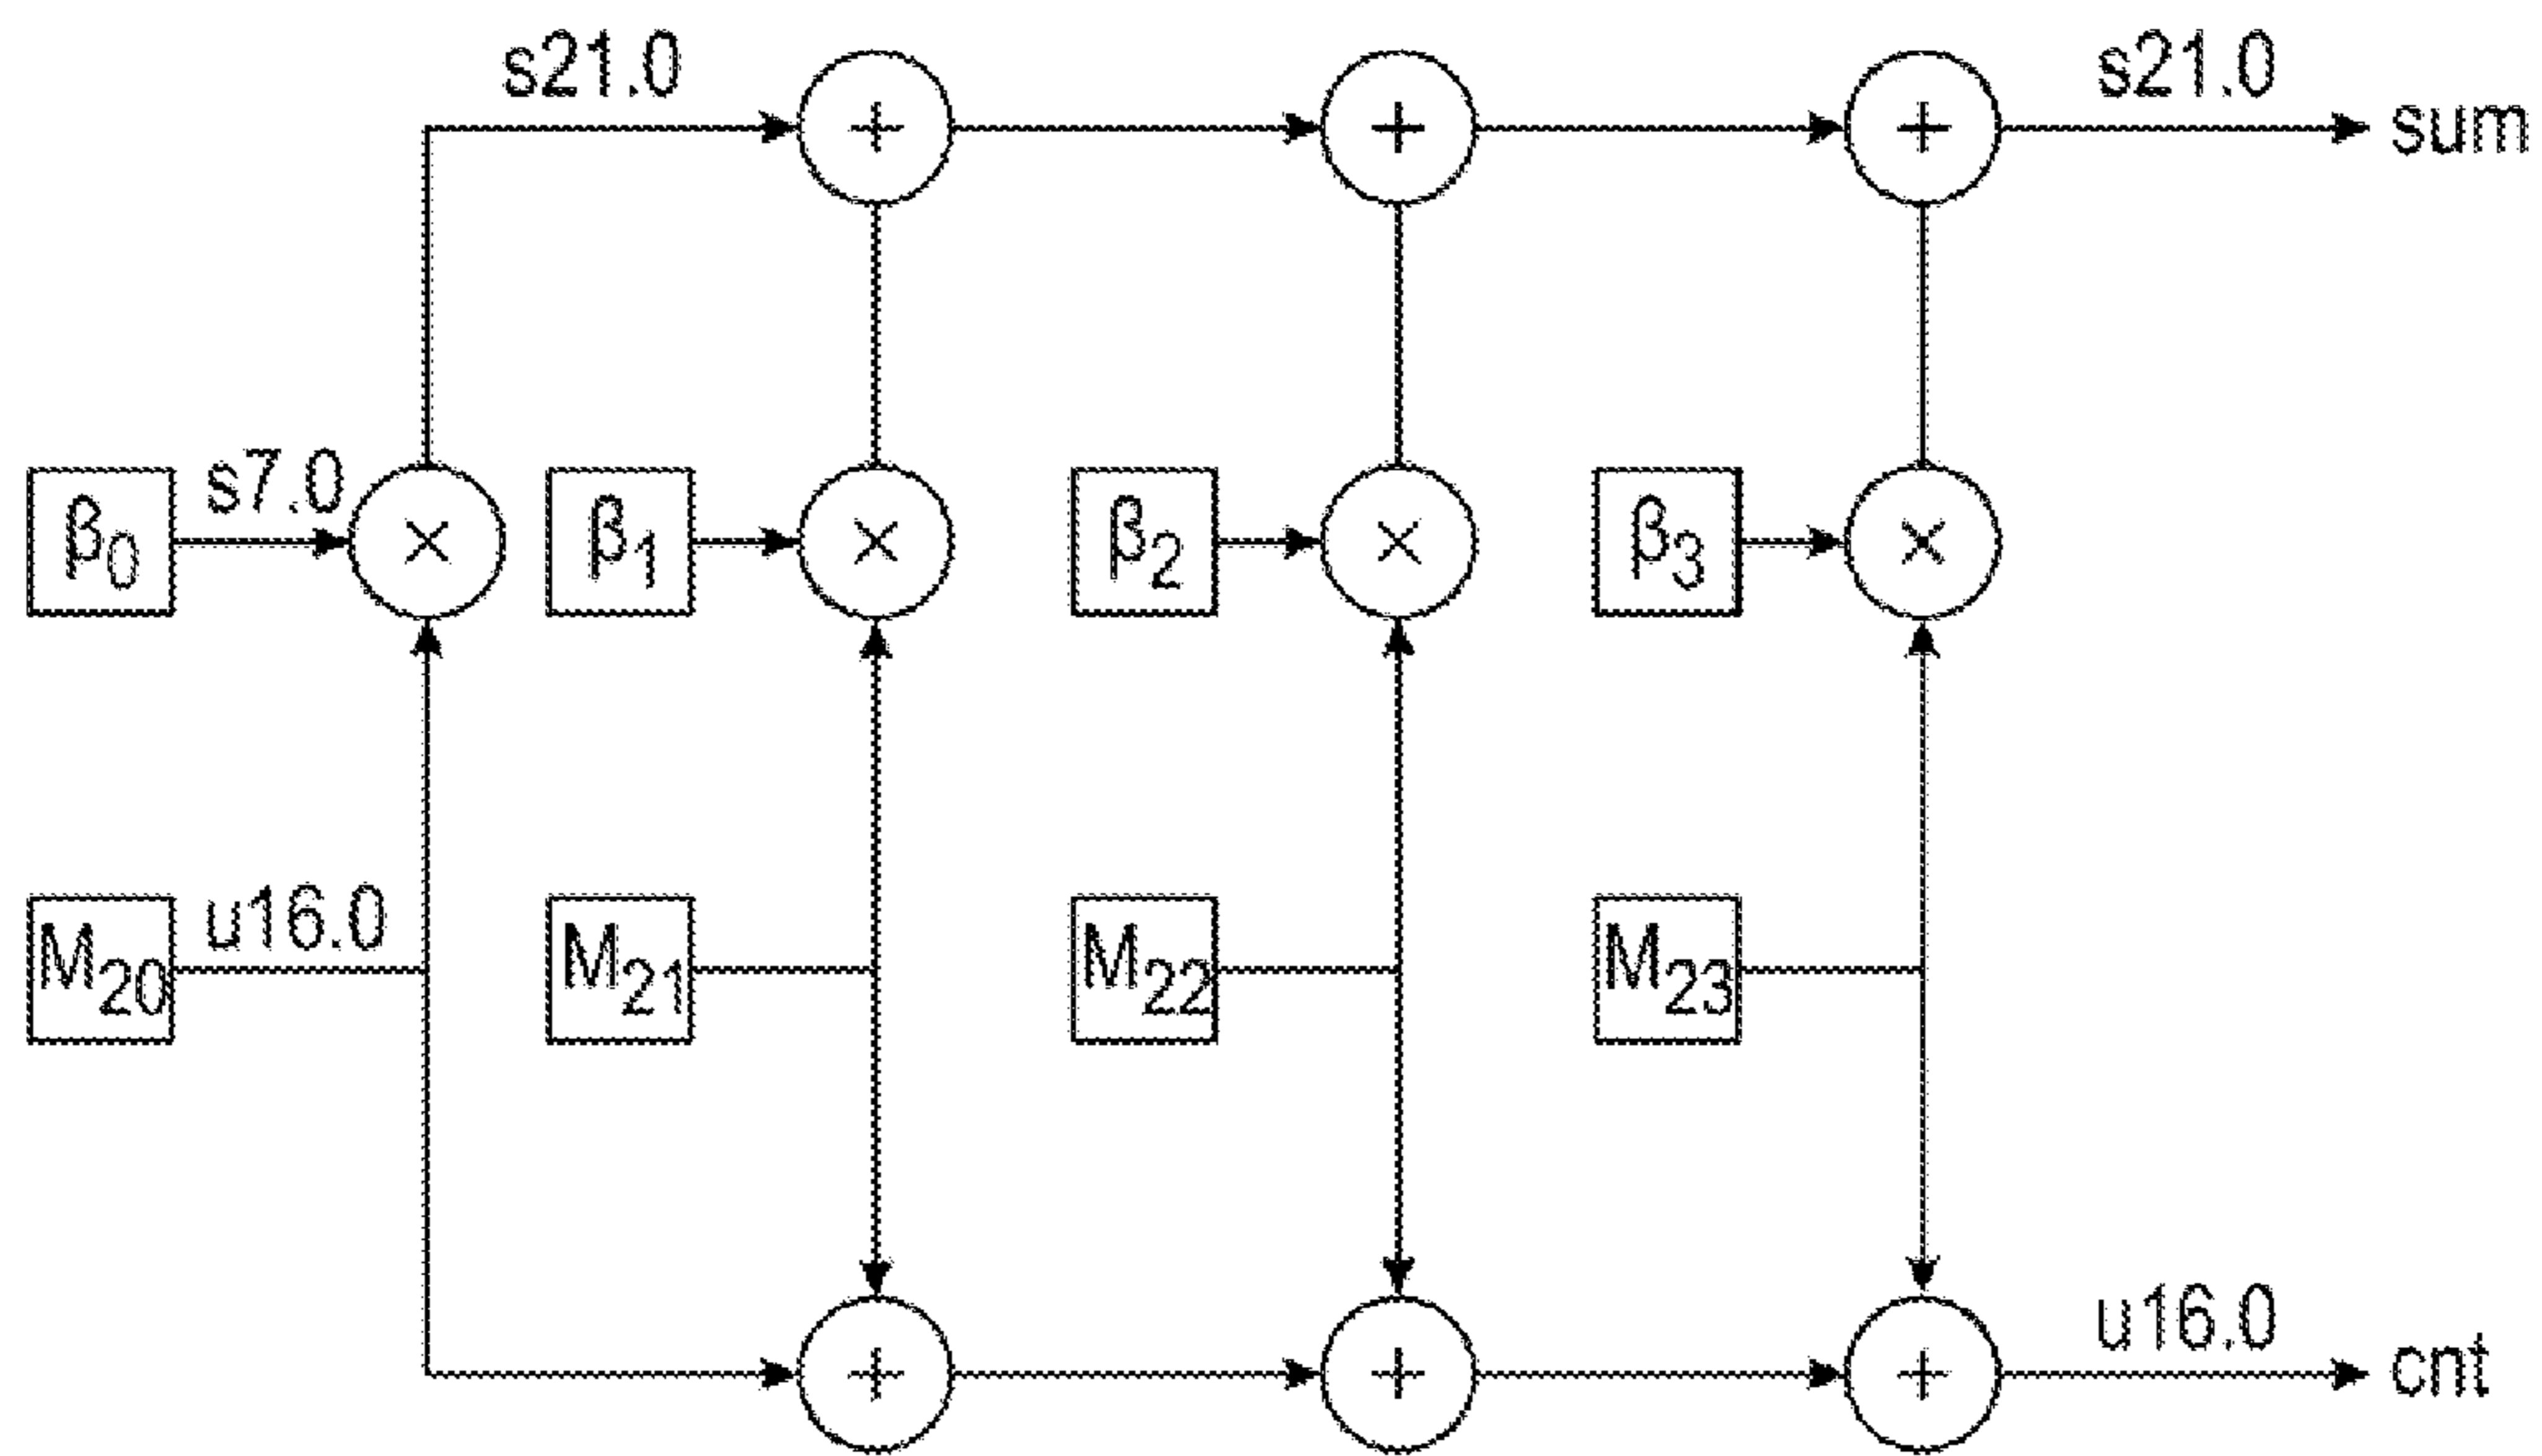 s21.0 s21.0
+ + + sum
β0 s7.0 × β1 × β2 × β3 ×
M20 u16.0 M21 M22 M23
+ + + u16.0 cnt